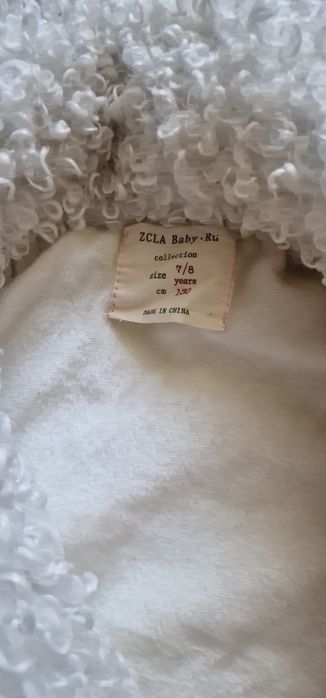 ZCLA Baby-Ru
collection
size 7/8
years
cm 130
MADE IN CHINA